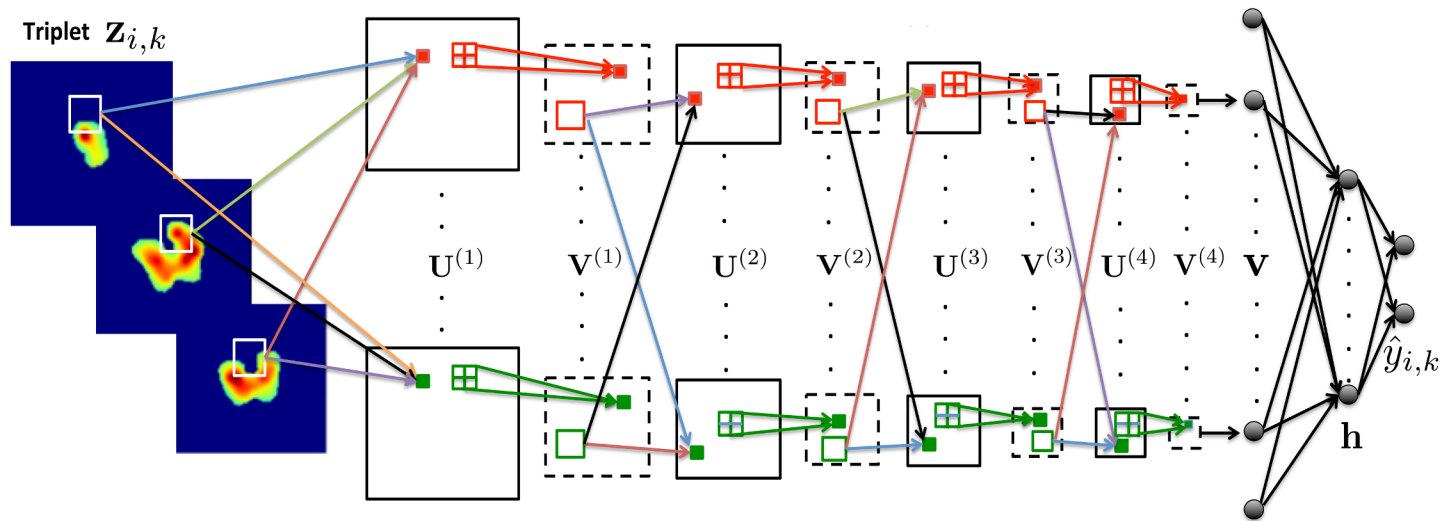 Triplet z_{i,k}
U^{(1)} V^{(1)} U^{(2)} V^{(2)} U^{(3)} V^{(3)} U^{(4)} V^{(4)} v
ŷ_{i,k}
h